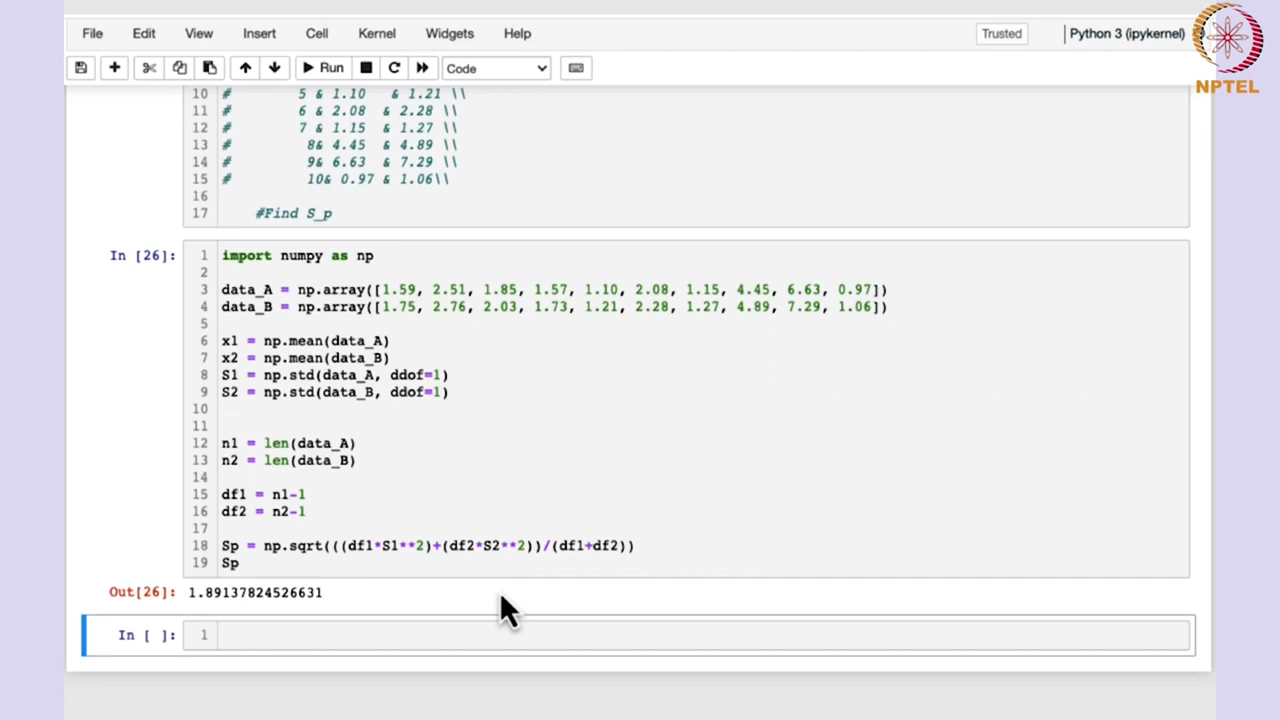 File Edit View Insert Cell Kernel Widgets Help Trusted Python 3 (ipykernel)
NPTEL
Run Code
10 # 5 & 1.10 & 1.21 \\
11 # 6 & 2.08 & 2.28 \\
12 # 7 & 1.15 & 1.27 \\
13 # 8& 4.45 & 4.89 \\
14 # 9& 6.63 & 7.29 \\
15 # 10& 0.97 & 1.06\\
16
17 #Find S_p
In [26]: 1 import numpy as np
2
3 data_A = np.array([1.59, 2.51, 1.85, 1.57, 1.10, 2.08, 1.15, 4.45, 6.63, 0.97])
4 data_B = np.array([1.75, 2.76, 2.03, 1.73, 1.21, 2.28, 1.27, 4.89, 7.29, 1.06])
5
6 x1 = np.mean(data_A)
7 x2 = np.mean(data_B)
8 S1 = np.std(data_A, ddof=1)
9 S2 = np.std(data_B, ddof=1)
10
11
12 n1 = len(data_A)
13 n2 = len(data_B)
14
15 df1 = n1-1
16 df2 = n2-1
17
18 Sp = np.sqrt(((df1*S1**2)+(df2*S2**2))/(df1+df2))
19 Sp
Out[26]: 1.89137824526631
In [ ]: 1